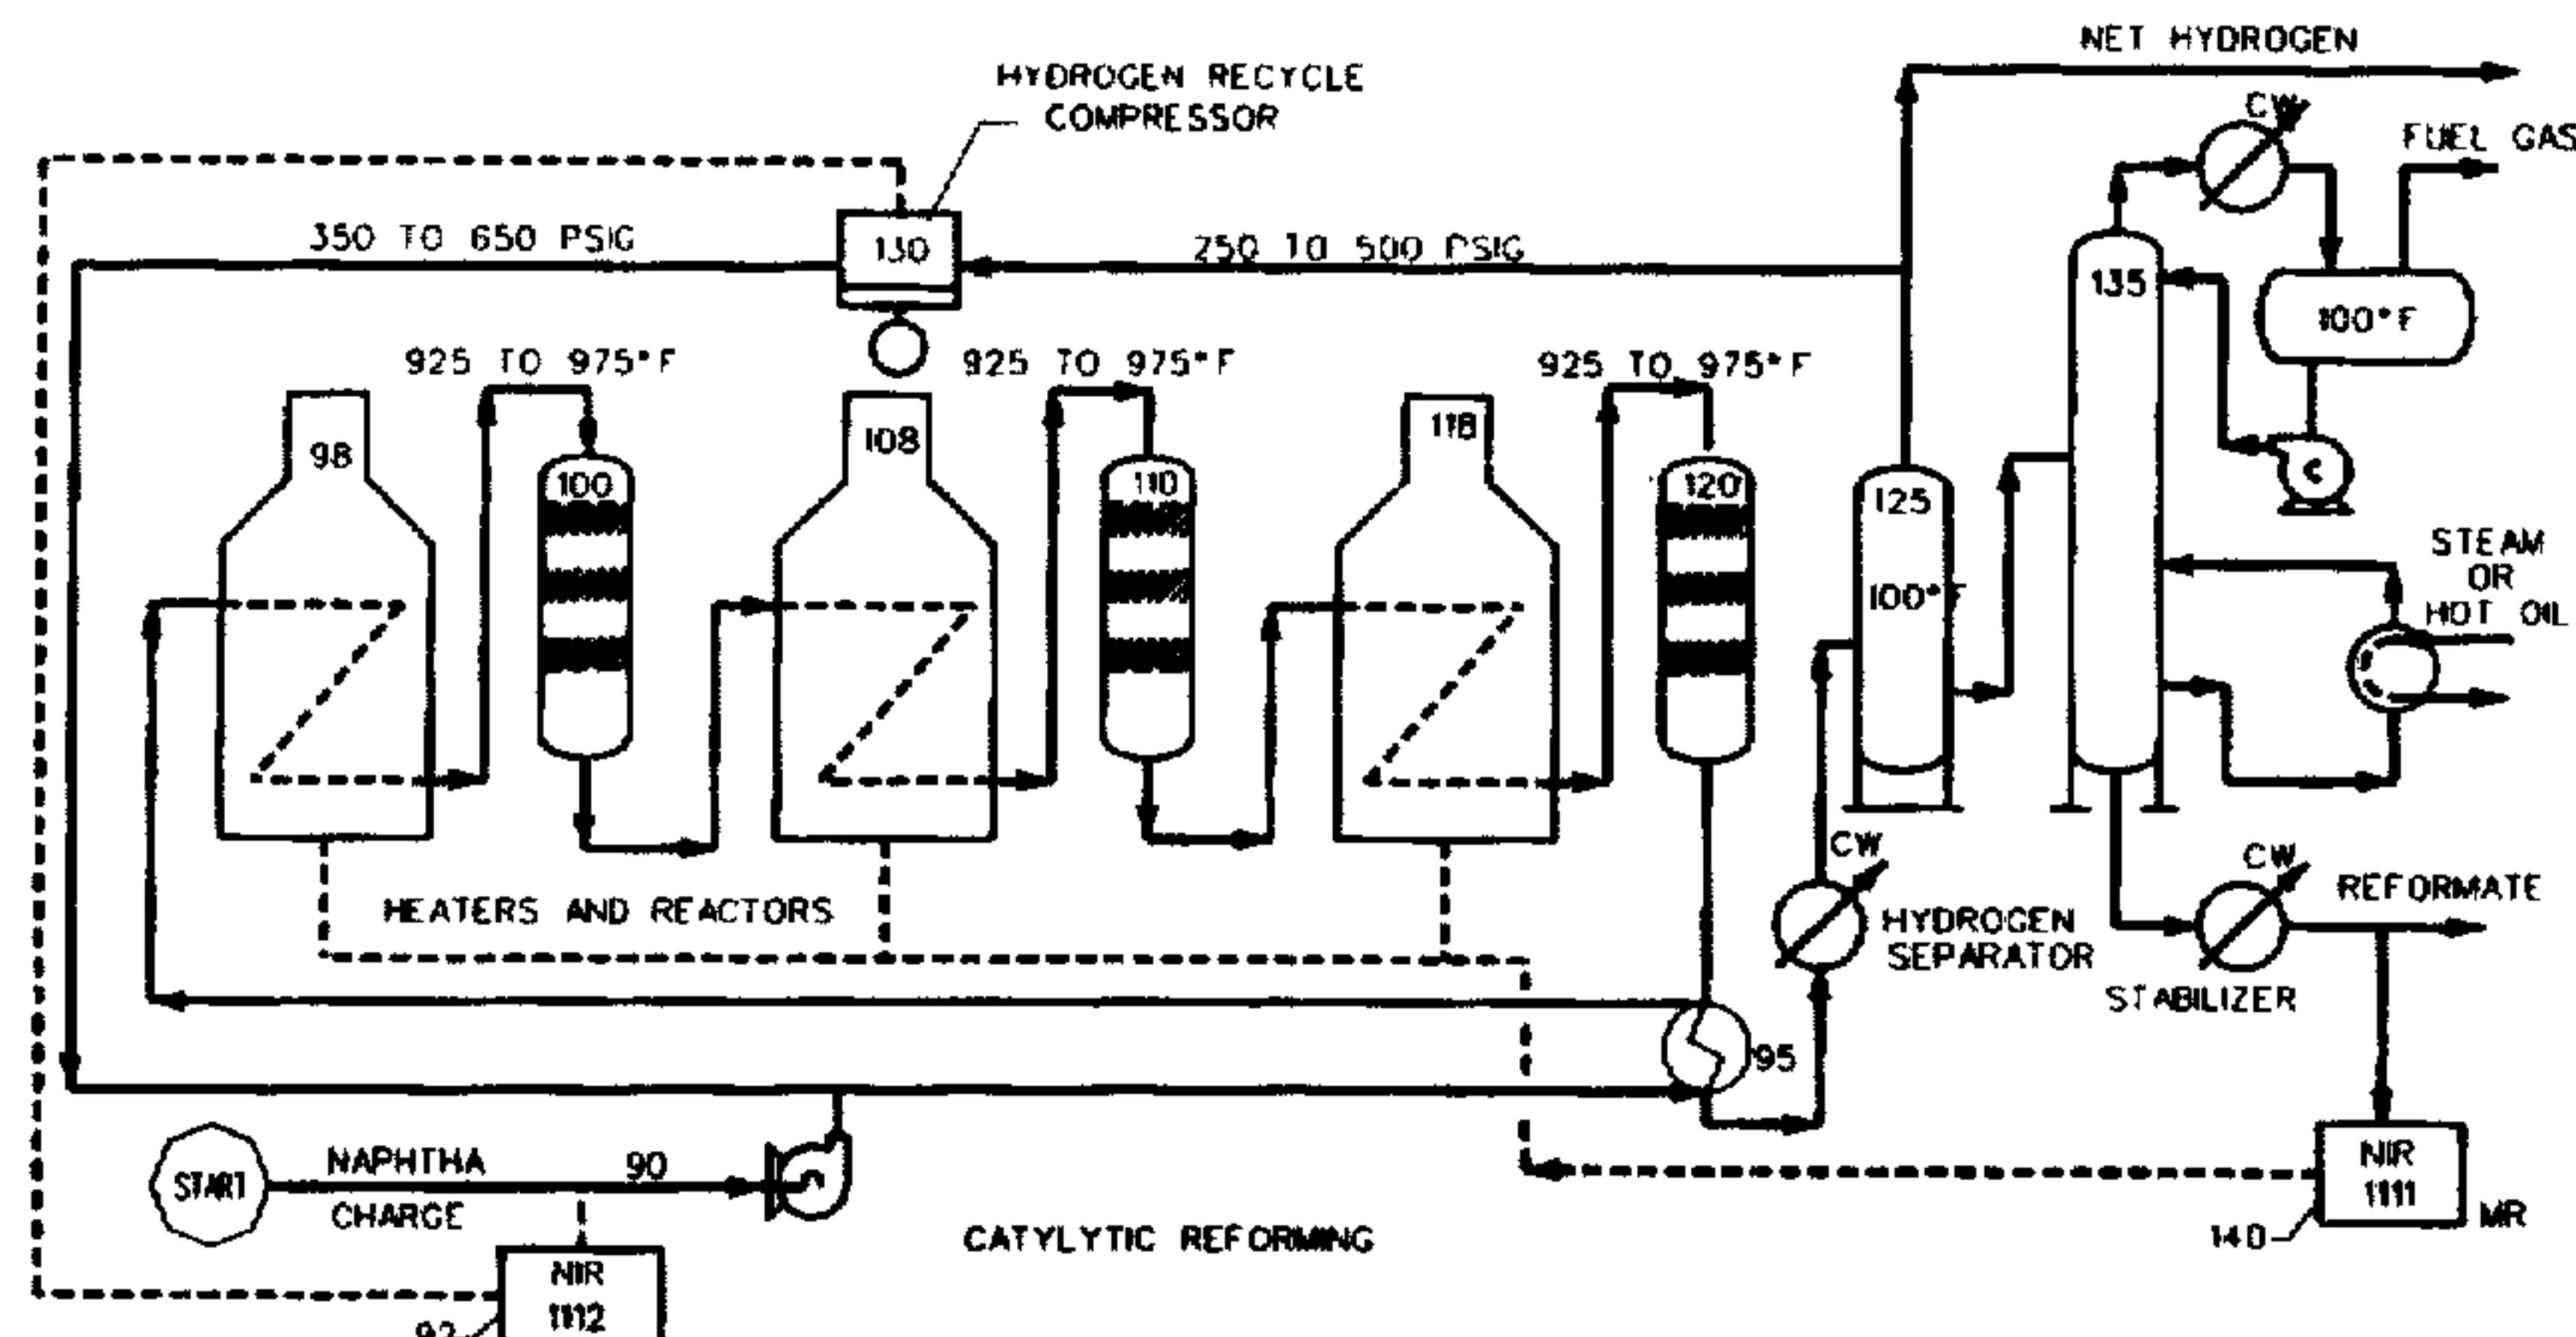 NET HYDROGEN
HYDROGEN RECYCLE
COMPRESSOR
CW
FUEL GAS
350 TO 650 PSIG
130
250 TO 500 PSIG
135
100°F
925 TO 975°F
925 TO 975°F
925 TO 975°F
98
108
118
100
110
120
125
C
100°F
STEAM
OR
HOT OIL
CW
CW
HEATERS AND REACTORS
HYDROGEN
SEPARATOR
REFORMATE
STABILIZER
95
START
NAPHTHA
CHARGE
90
NIR
1111
MR
140
CATYLYTIC REFORMING
NIR
1112
92